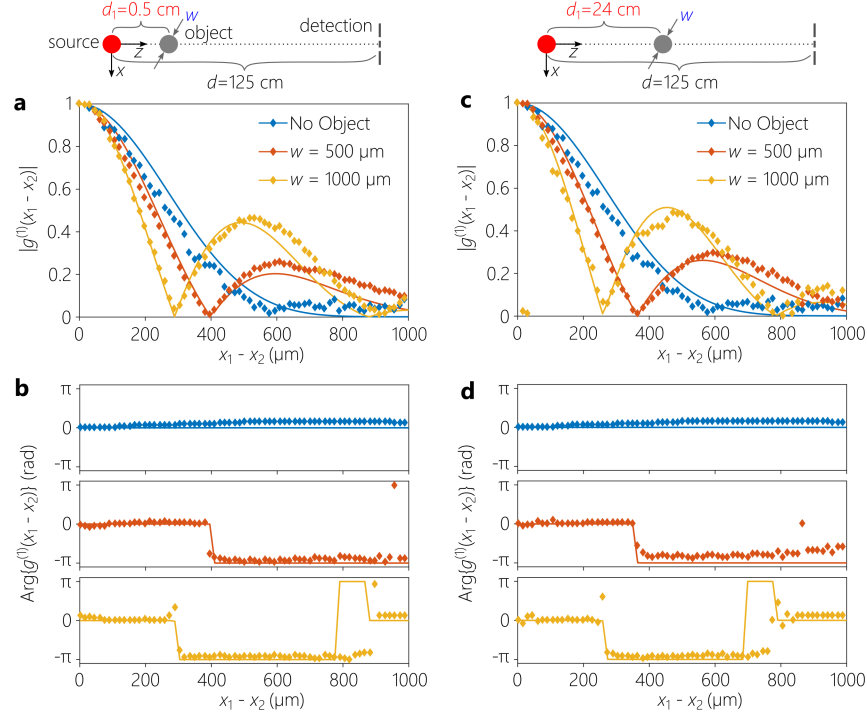 d₁=0.5 cm
w
source
object
detection
z
x
d=125 cm
d₁=24 cm
w
z
x
d=125 cm
a
|g⁽¹⁾(x₁ - x₂)|
1
0.8
0.6
0.4
0.2
0
No Object
w = 500 µm
w = 1000 µm
0 200 400 600 800 1000
x₁ - x₂ (µm)
c
|g⁽¹⁾(x₁ - x₂)|
1
0.8
0.6
0.4
0.2
0
No Object
w = 500 µm
w = 1000 µm
0 200 400 600 800 1000
x₁ - x₂ (µm)
b
Arg{g⁽¹⁾(x₁ - x₂)} (rad)
π
0
-π
π
0
-π
π
0
-π
0 200 400 600 800 1000
x₁ - x₂ (µm)
d
Arg{g⁽¹⁾(x₁ - x₂)} (rad)
π
0
-π
π
0
-π
π
0
-π
0 200 400 600 800 1000
x₁ - x₂ (µm)